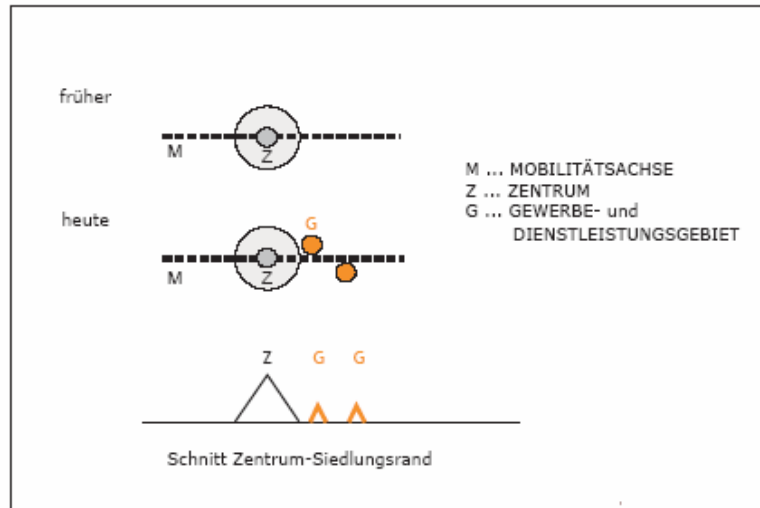 früher
M
Z
M ... MOBILITÄTSACHSE
Z ... ZENTRUM
G ... GEWERBE- und
DIENSTLEISTUNGSGEBIET
heute
G
M
Z
Z G G
Schnitt Zentrum-Siedlungsrand